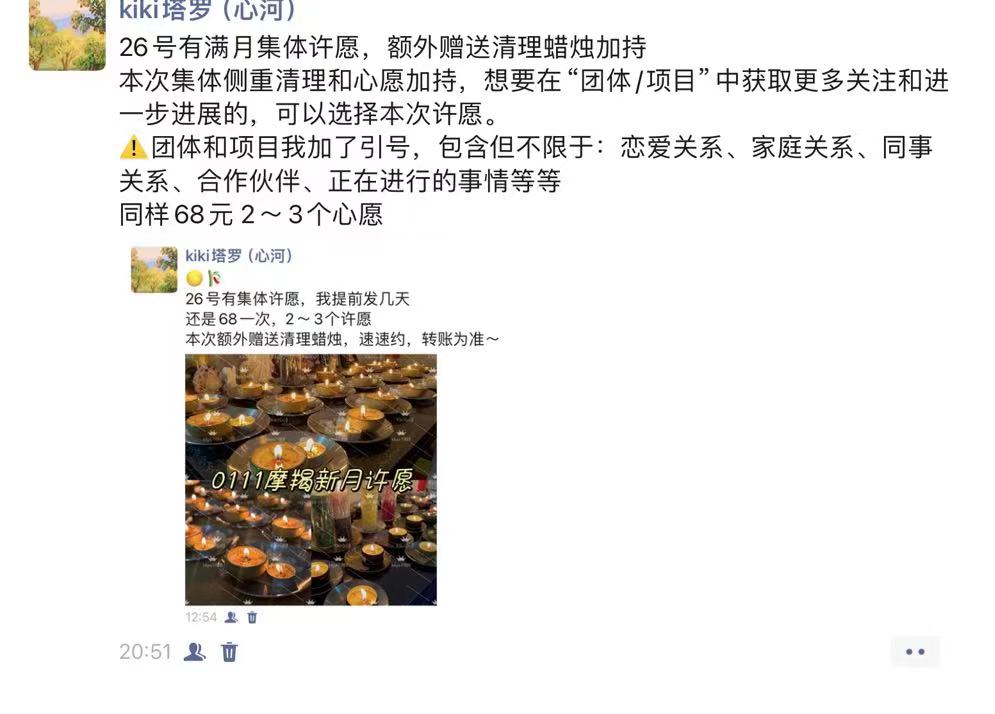 kiki塔罗（心河）
26号有满月集体许愿，额外赠送清理蜡烛加持
本次集体侧重清理和心愿加持，想要在“团体/项目”中获取更多关注和进
一步进展的，可以选择本次许愿。
⚠️团体和项目我加了引号，包含但不限于：恋爱关系、家庭关系、同事
关系、合作伙伴、正在进行的事情等等
同样68元 2～3个心愿
kiki塔罗（心河）
26号有集体许愿，我提前发几天
还是68一次，2～3个许愿
本次额外赠送清理蜡烛，速速约，转账为准～
0111摩羯新月许愿
12:54
20:51